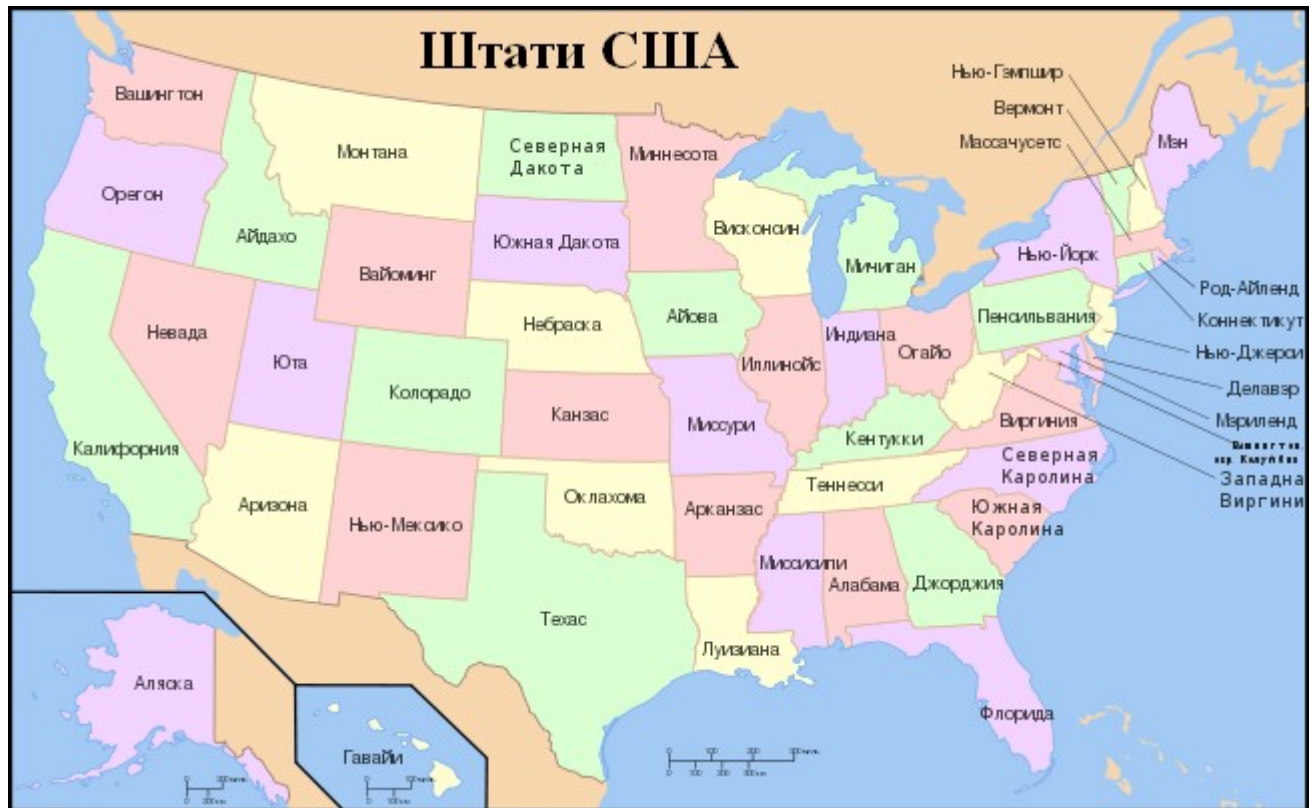 Штати США
Нью-Гэмпшир
Вермонт
Массачусетс
Вашингтон
Монтана
Северная
Дакота
Миннесота
Мэн
Орегон
Айдахо
Южная Дакота
Висконсин
Вайоминг
Мичиган
Нью-Йорк
Род-Айленд
Невада
Небраска
Айова
Пенсильвания
Коннектикут
Юта
Колорадо
Иллинойс
Индиана
Огайо
Нью-Джерси
Делавэр
Калифорния
Канзас
Миссури
Кентукки
Виргиния
Мэриленд
Северная
Каролина
Западна
Виргини
Аризона
Нью-Мексико
Оклахома
Арканзас
Теннесси
Южная
Каролина
Миссисипи
Алабама
Джорджия
Техас
Луизиана
Аляска
Гавайи
Флорида